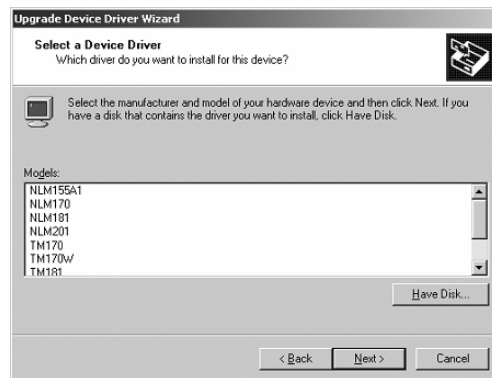 Upgrade Device Driver Wizard
Select a Device Driver
Which driver do you want to install for this device?
Select the manufacturer and model of your hardware device and then click Next. If you
have a disk that contains the driver you want to install, click Have Disk.
Models:
NLM155A1
NLM170
NLM181
NLM201
TM170
TM170W
TM181
Have Disk...
< Back
Next >
Cancel